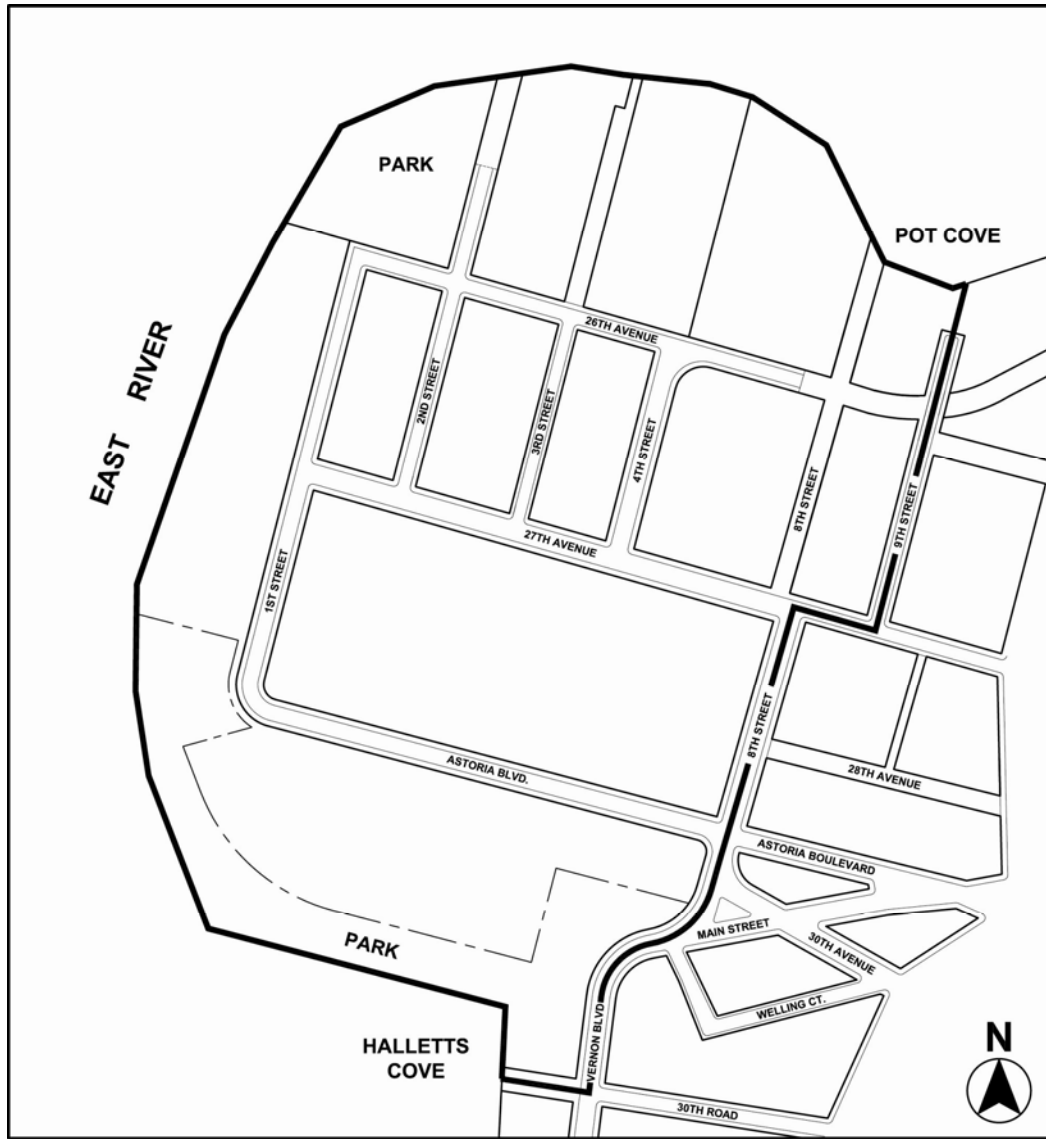 PARK
POT COVE
EAST RIVER
26TH AVENUE
2ND STREET
3RD STREET
4TH STREET
8TH STREET
9TH STREET
27TH AVENUE
1ST STREET
8TH STREET
ASTORIA BLVD.
28TH AVENUE
ASTORIA BOULEVARD
MAIN STREET
30TH AVENUE
PARK
WELLING CT.
HALLETTS
COVE
VERNON BLVD
N
30TH ROAD